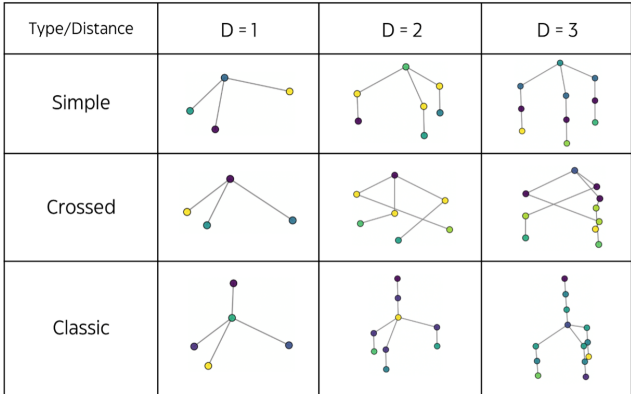 Type/Distance D = 1 D = 2 D = 3
Simple
Crossed
Classic